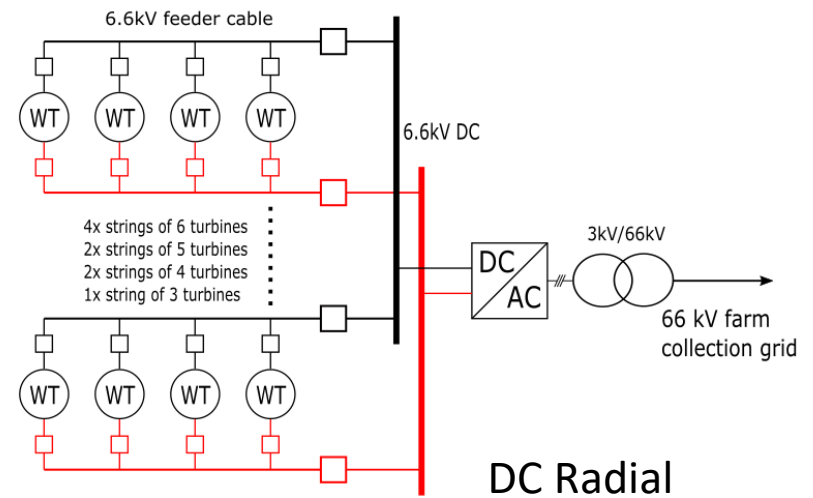 6.6kV feeder cable
WT WT WT WT
6.6kV DC
4x strings of 6 turbines
2x strings of 5 turbines
2x strings of 4 turbines
1x string of 3 turbines
DC
AC
3kV/66kV
66 kV farm
collection grid
WT WT WT WT
DC Radial